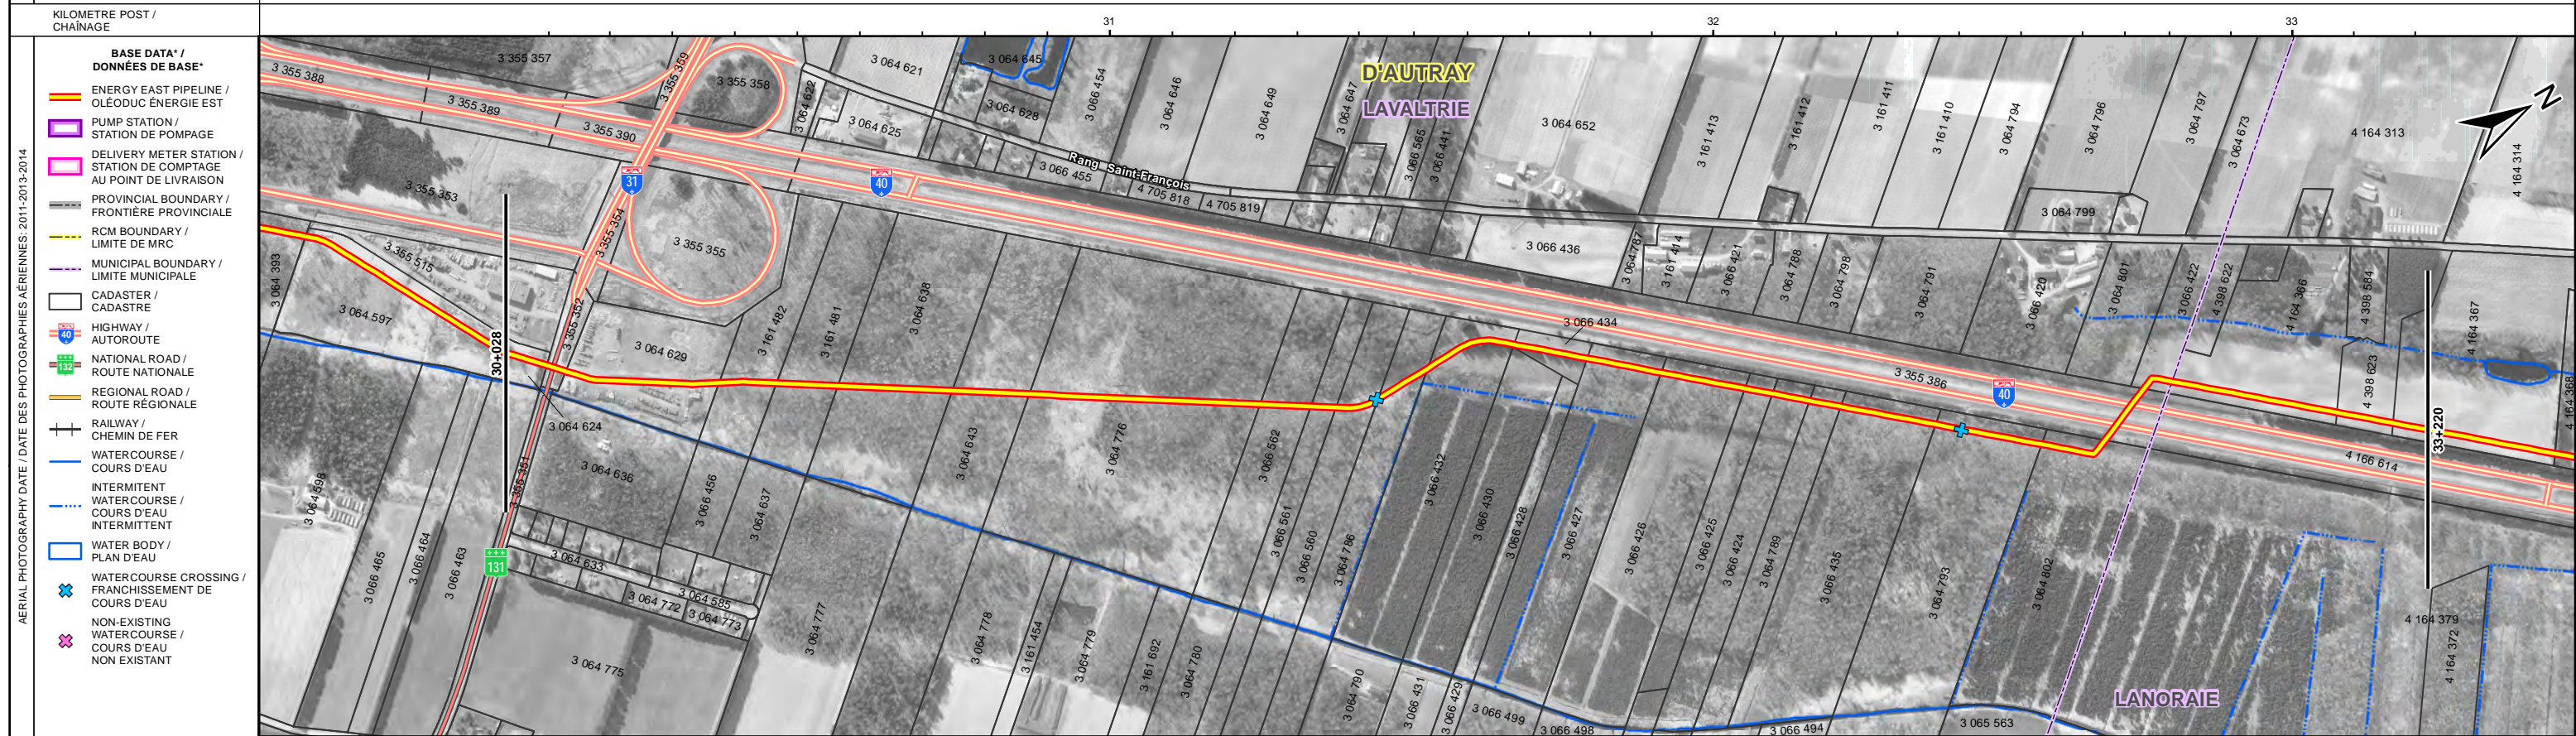 KILOMETRE POST /
CHAÎNAGE
31
32
33
AERIAL PHOTOGRAPHY DATE / DATE DES PHOTOGRAPHIES AÉRIENNES: 2011-2013-2014
BASE DATA* /
DONNÉES DE BASE*
ENERGY EAST PIPELINE /
OLÉODUC ÉNERGIE EST
PUMP STATION /
STATION DE POMPAGE
DELIVERY METER STATION /
STATION DE COMPTAGE
AU POINT DE LIVRAISON
PROVINCIAL BOUNDARY /
FRONTIÈRE PROVINCIALE
RCM BOUNDARY /
LIMITE DE MRC
MUNICIPAL BOUNDARY /
LIMITE MUNICIPALE
CADASTER /
CADASTRE
40
HIGHWAY /
AUTOROUTE
132
NATIONAL ROAD /
ROUTE NATIONALE
REGIONAL ROAD /
ROUTE RÉGIONALE
RAILWAY /
CHEMIN DE FER
WATERCOURSE /
COURS D'EAU
INTERMITENT
WATERCOURSE /
COURS D'EAU
INTERMITTENT
WATER BODY /
PLAN D'EAU
WATERCOURSE CROSSING /
FRANCHISSEMENT DE
COURS D'EAU
NON-EXISTING
WATERCOURSE /
COURS D'EAU
NON EXISTANT
3 355 357
3 355 388
3 355 389
3 355 390
3 355 359
3 355 358
3 064 622
3 064 621
3 064 625
3 064 645
3 064 628
3 066 454
3 064 646
3 064 649
3 064 647
D'AUTRAY
LAVALTRIE
3 066 565
3 066 441
3 064 652
3 161 413
3 161 412
3 161 411
3 161 410
3 064 794
3 064 796
3 064 797
3 064 673
4 164 313
4 164 314
N
3 355 353
31
40
Rang Saint-François
3 066 455
4 705 818
4 705 819
3 064 799
3 355 354
3 355 355
3 066 436
3 064 787
3 161 414
3 066 421
3 064 788
3 064 798
3 064 791
3 066 420
3 064 801
3 066 422
4 398 622
4 164 366
4 398 584
4 164 367
3 064 393
3 355 515
3 064 597
3 355 352
3 064 629
3 161 482
3 161 481
3 064 638
3 066 434
3 355 386
40
4 398 623
4 164 368
30+028
33+220
3 064 624
3 064 643
3 064 776
3 066 562
3 066 432
4 166 614
3 064 598
3 355 351
3 064 636
3 066 456
3 064 637
3 066 561
3 066 560
3 064 786
3 066 430
3 066 428
3 066 427
3 066 426
3 066 425
3 066 424
3 064 789
3 066 435
3 064 793
3 064 802
3 066 465
3 066 464
3 066 463
131
3 064 633
3 064 585
3 064 772
3 064 773
3 064 777
3 064 778
3 161 454
3 064 779
3 161 692
3 064 780
3 064 775
3 064 790
3 066 431
3 066 429
3 066 499
3 066 498
3 066 494
3 065 563
LANORAIE
4 164 379
4 164 372